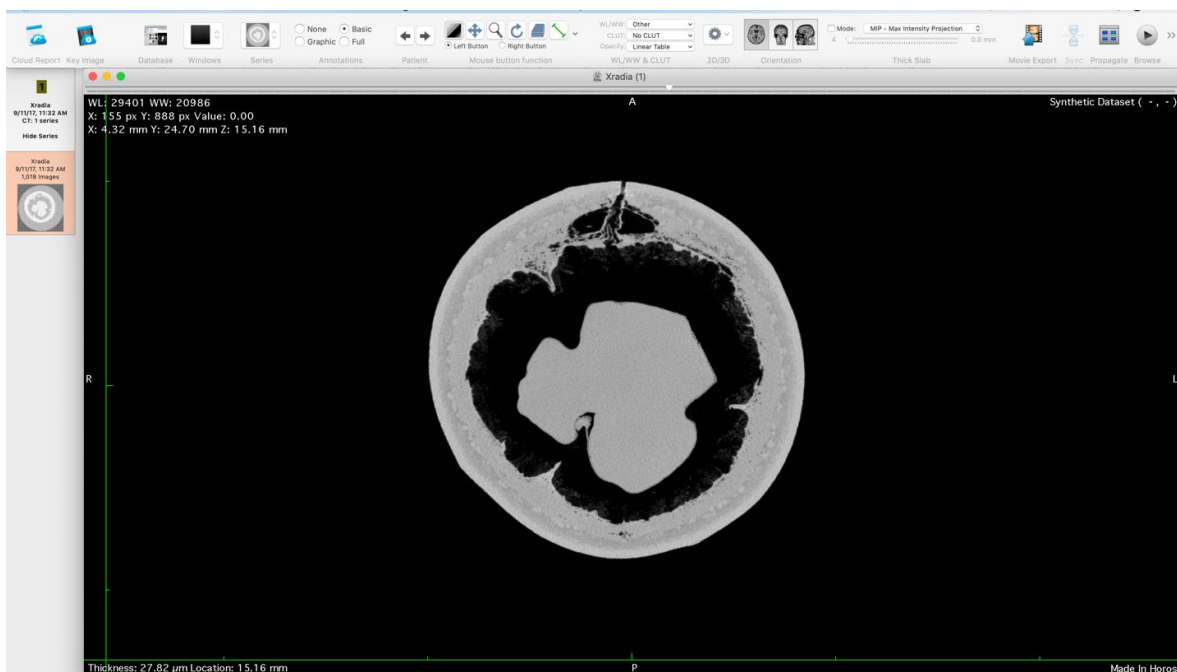 WL/WW: Other
CLUT: No CLUT
Opacity: Linear Table
None Basic
Graphic Full
Left Button Right Button
Mode: MIP - Max Intensity Projection
4 0.0 mm
Cloud Report Key Image Database Windows Series Annotations Patient Mouse button function WL/WW & CLUT 2D/3D Orientation Thick Slab Movie Export Sync Propagate Browse
Xradia (1)
1
Xradia
9/11/17, 11:32 AM
CT: 1 series
Hide Series
Xradia
9/11/17, 11:32 AM
1,018 Images
WL: 29401 WW: 20986
X: 155 px Y: 888 px Value: 0.00
X: 4.32 mm Y: 24.70 mm Z: 15.16 mm
A
Synthetic Dataset ( - , - )
R
L
Thickness: 27.82 µm Location: 15.16 mm
P
Made In Horos